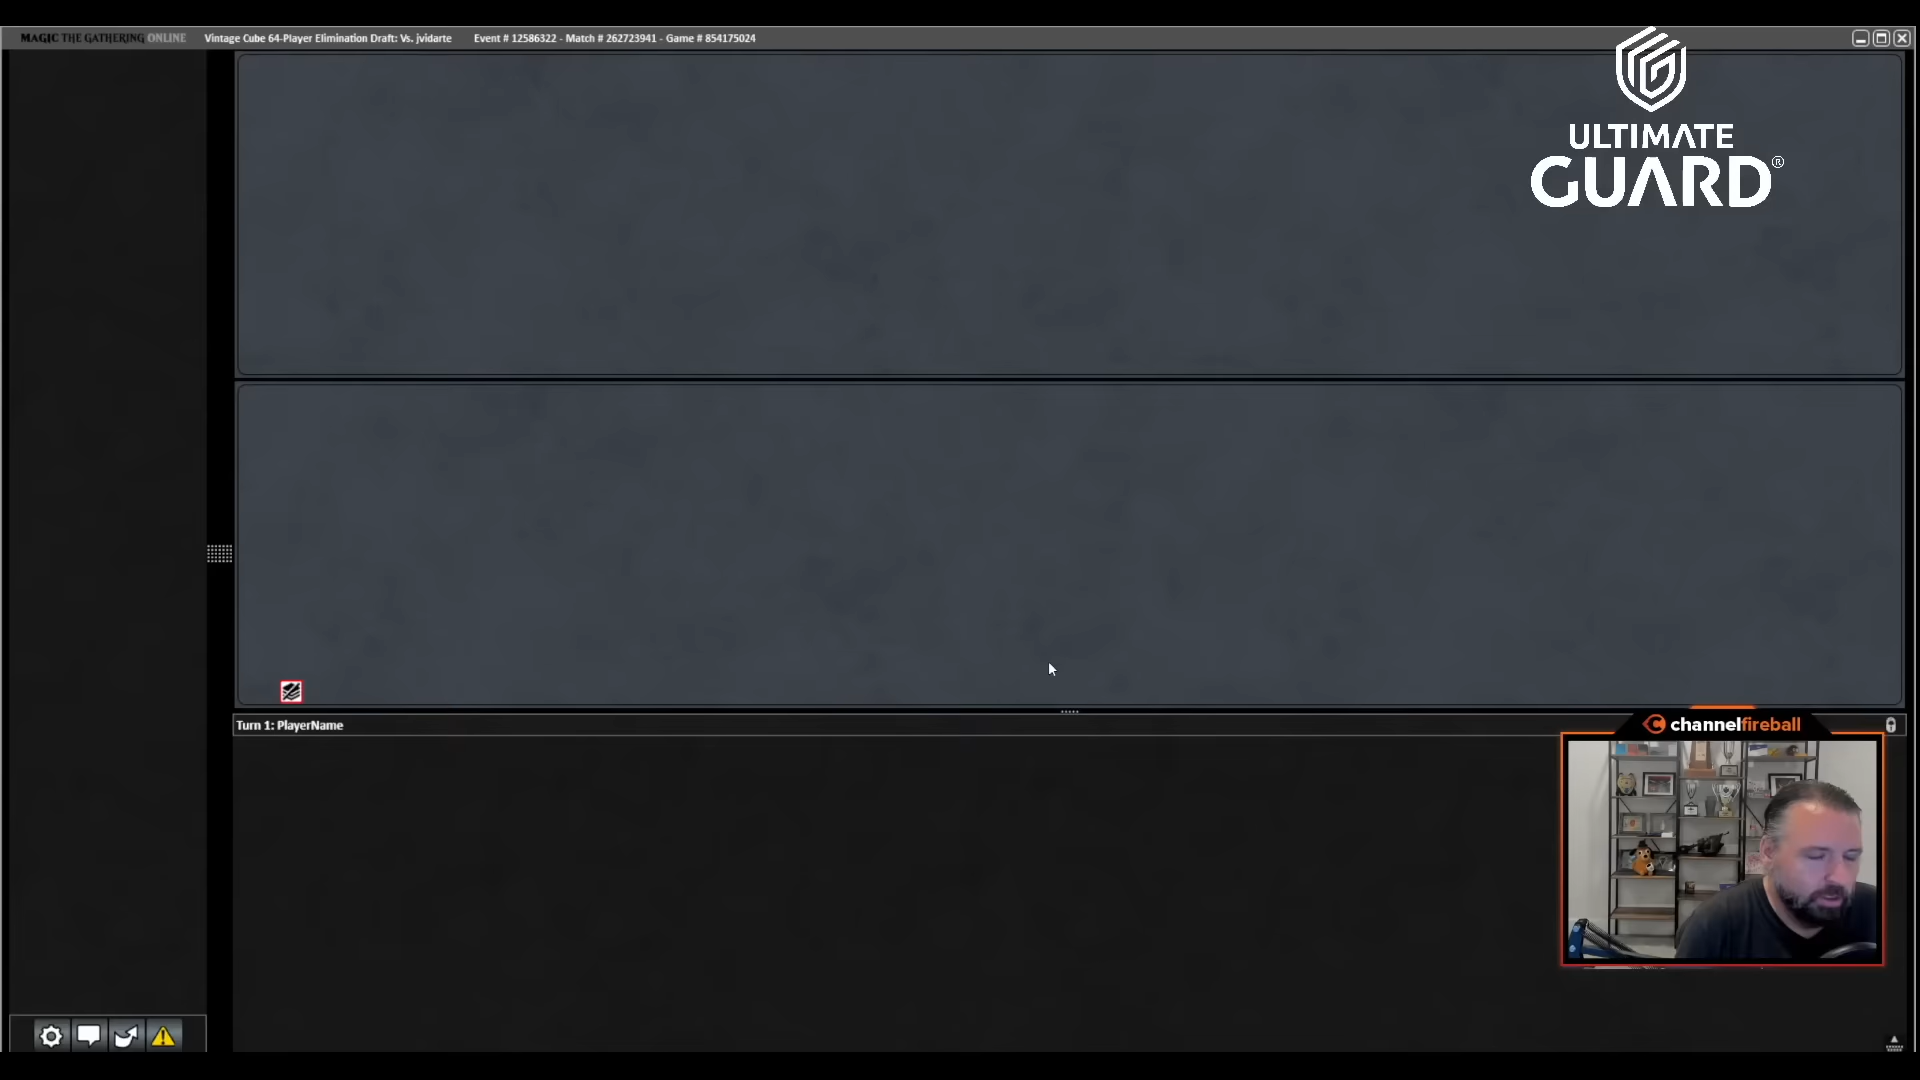 MAGIC THE GATHERING ONLINE Vintage Cube 64-Player Elimination Draft: Vs. jvidarte Event # 12586322 - Match # 262723941 - Game # 854175024
ULTIMATE
GUARD®
Turn 1: PlayerName
channelfireball